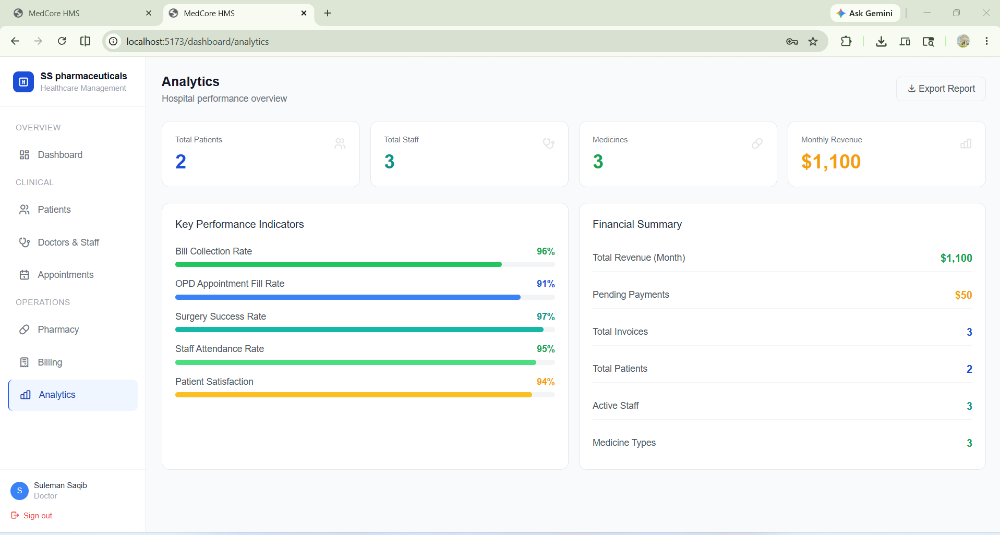 MedCore HMS
MedCore HMS
Ask Gemini
localhost:5173/dashboard/analytics
SS pharmaceuticals
Healthcare Management
OVERVIEW
Dashboard
CLINICAL
Patients
Doctors & Staff
Appointments
OPERATIONS
Pharmacy
Billing
Analytics
S
Suleman Saqib
Doctor
Sign out
Analytics
Hospital performance overview
Export Report
Total Patients
2
Total Staff
3
Medicines
3
Monthly Revenue
$1,100
Key Performance Indicators
Bill Collection Rate 96%
OPD Appointment Fill Rate 91%
Surgery Success Rate 97%
Staff Attendance Rate 95%
Patient Satisfaction 94%
Financial Summary
Total Revenue (Month) $1,100
Pending Payments $50
Total Invoices 3
Total Patients 2
Active Staff 3
Medicine Types 3